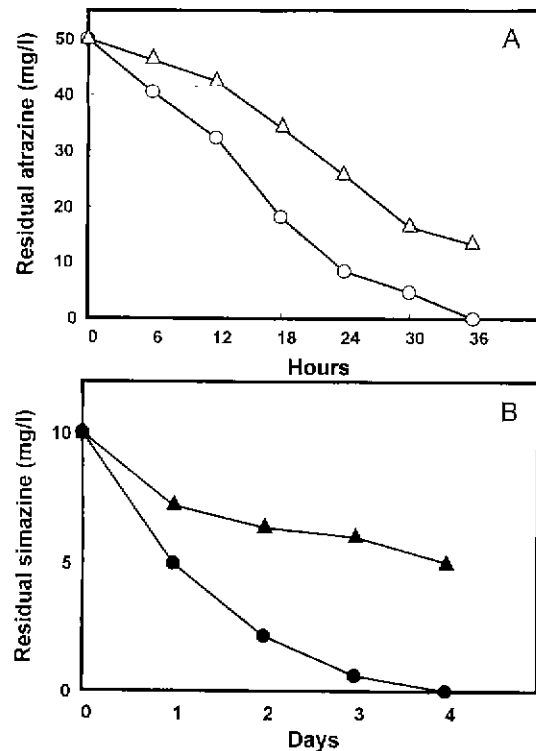 A
Residual atrazine (mg/l)
50
40
30
20
10
0
0 6 12 18 24 30 36
Hours
B
Residual simazine (mg/l)
10
5
0
0 1 2 3 4
Days